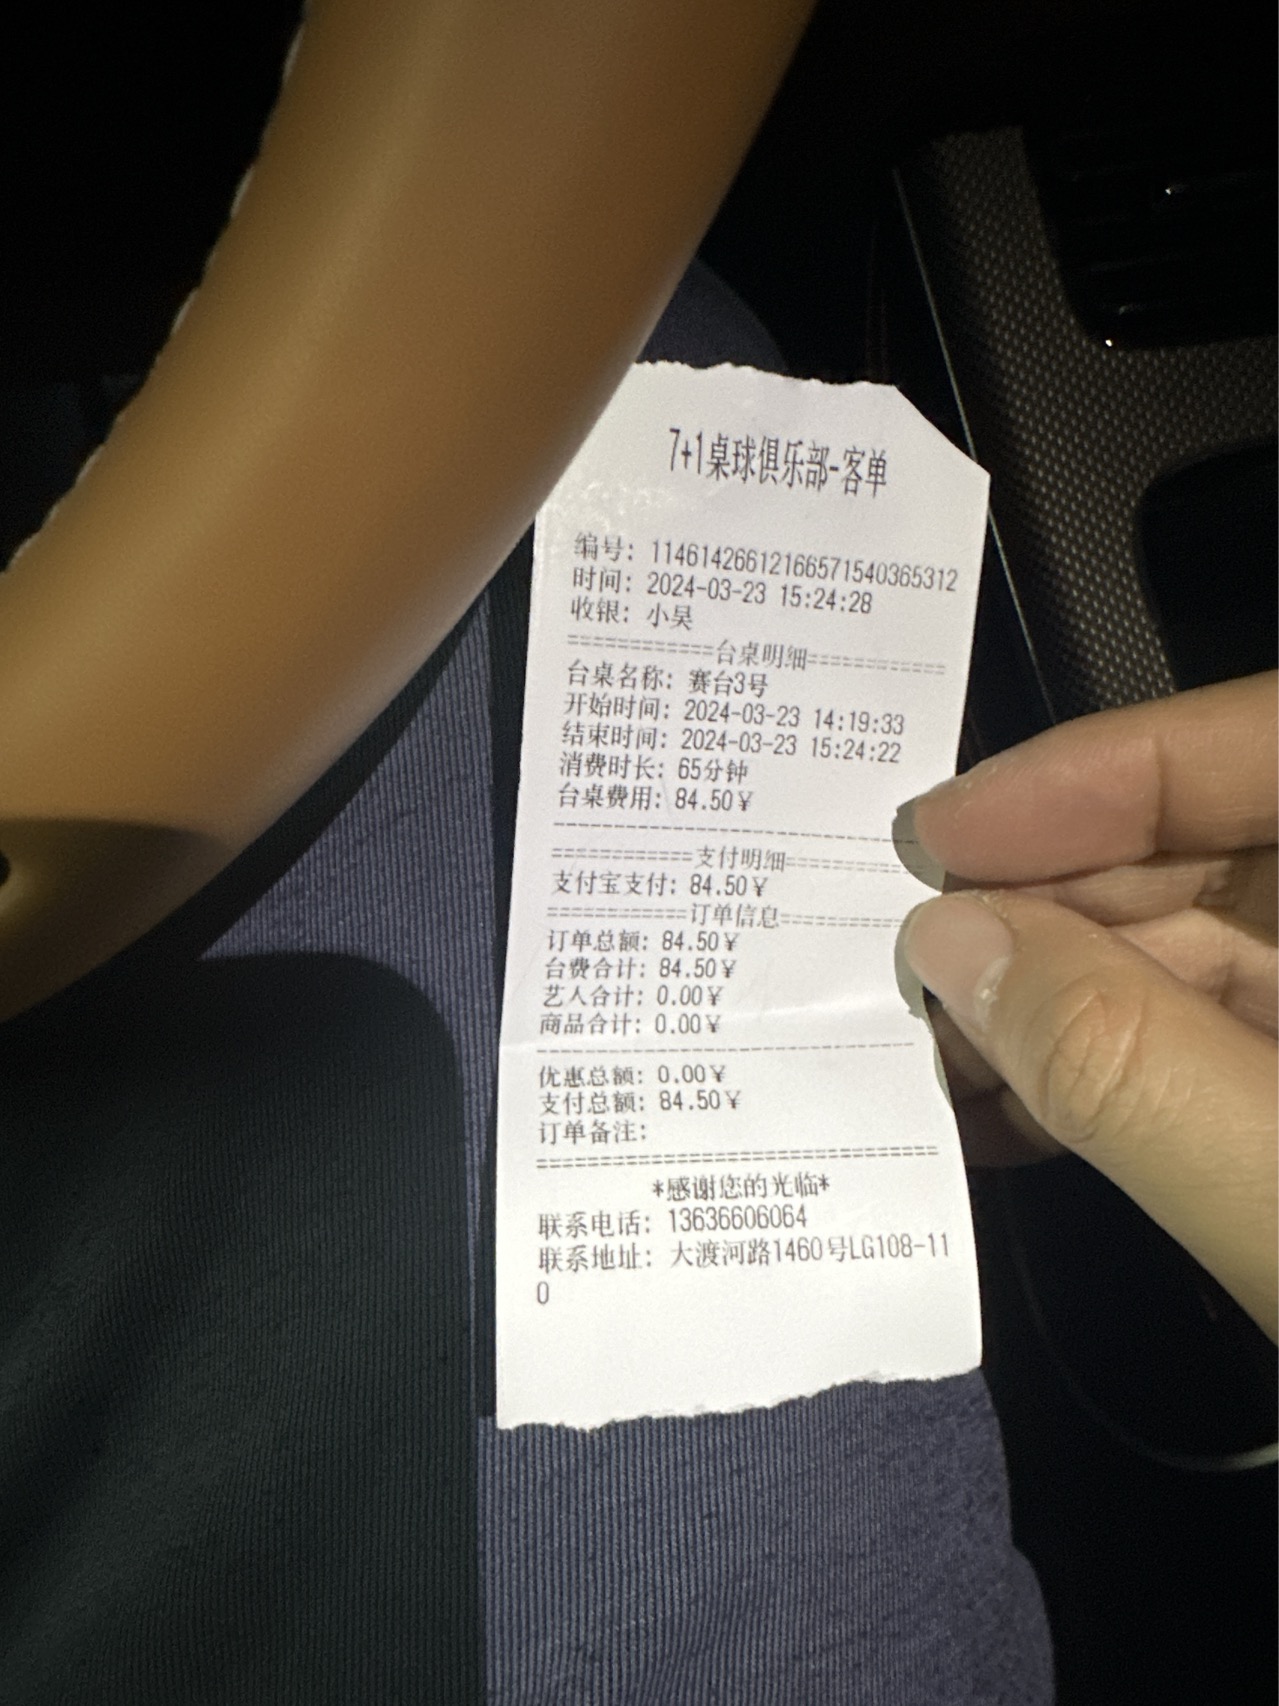 7+1桌球俱乐部-客单
编号: 1146142661216657154036​5312
时间: 2024-03-23 15:24:28
收银: 小吴
============台桌明细============
台桌名称: 赛台3号
开始时间: 2024-03-23 14:19:33
结束时间: 2024-03-23 15:24:22
消费时长: 65分钟
台桌费用: 84.50￥
--------------------------------
============支付明细============
支付宝支付: 84.50￥
============订单信息============
订单总额: 84.50￥
台费合计: 84.50￥
艺人合计: 0.00￥
商品合计: 0.00￥
--------------------------------
优惠总额: 0.00￥
支付总额: 84.50￥
订单备注:
================================
*感谢您的光临*
联系电话: 13636606064
联系地址: 大渡河路1460号LG108-11
0